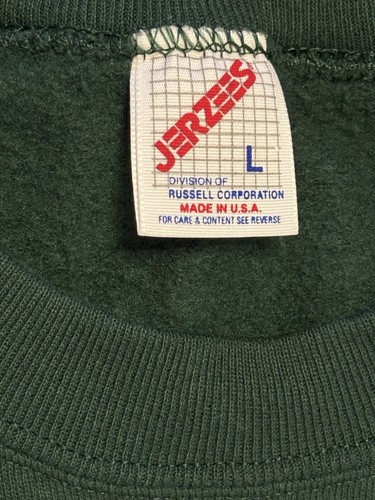 JERZEES
L
DIVISION OF
RUSSELL CORPORATION
MADE IN U.S.A.
FOR CARE & CONTENT SEE REVERSE